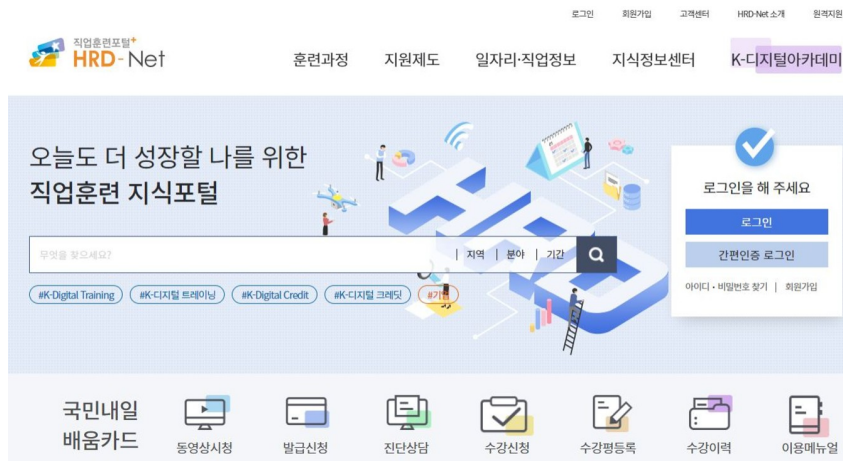 로그인 회원가입 고객센터 HRD-Net 소개 원격지원
직업훈련포털+
HRD-Net
훈련과정 지원제도 일자리·직업정보 지식정보센터 K-디지털아카데미
오늘도 더 성장할 나를 위한
직업훈련 지식포털
무엇을 찾으세요? | 지역 | 분야 | 기간
#K-Digital Training #K-디지털 트레이닝 #K-Digital Credit #K-디지털 크레딧
로그인을 해 주세요
로그인
간편인증 로그인
아이디 • 비밀번호 찾기 | 회원가입
국민내일
배움카드
동영상시청 발급신청 진단상담 수강신청 수강평등록 수강이력 이용메뉴얼